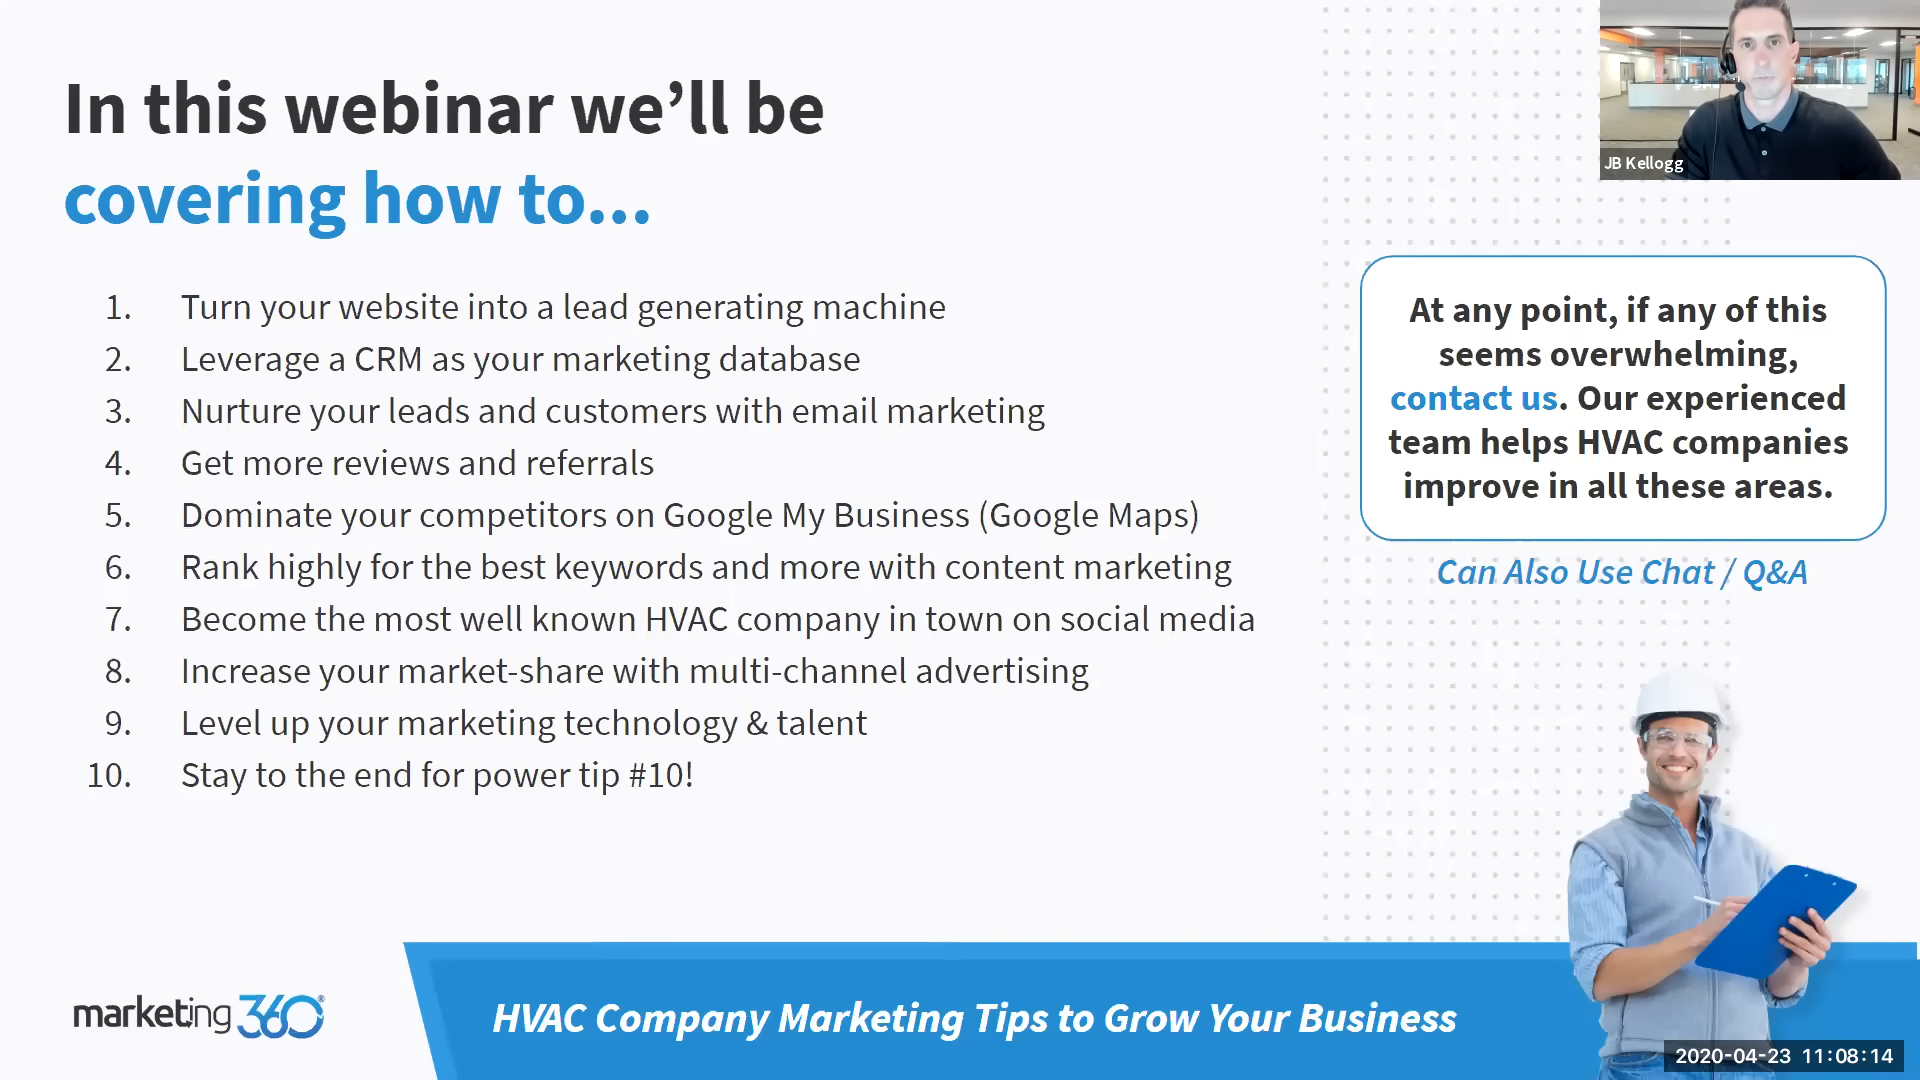 In this webinar we’ll be
covering how to...
1. Turn your website into a lead generating machine
2. Leverage a CRM as your marketing database
3. Nurture your leads and customers with email marketing
4. Get more reviews and referrals
5. Dominate your competitors on Google My Business (Google Maps)
6. Rank highly for the best keywords and more with content marketing
7. Become the most well known HVAC company in town on social media
8. Increase your market-share with multi-channel advertising
9. Level up your marketing technology & talent
10. Stay to the end for power tip #10!
JB Kellogg
At any point, if any of this
seems overwhelming,
contact us. Our experienced
team helps HVAC companies
improve in all these areas.
Can Also Use Chat / Q&A
marketing 360®
HVAC Company Marketing Tips to Grow Your Business
2020-04-23 11:08:14